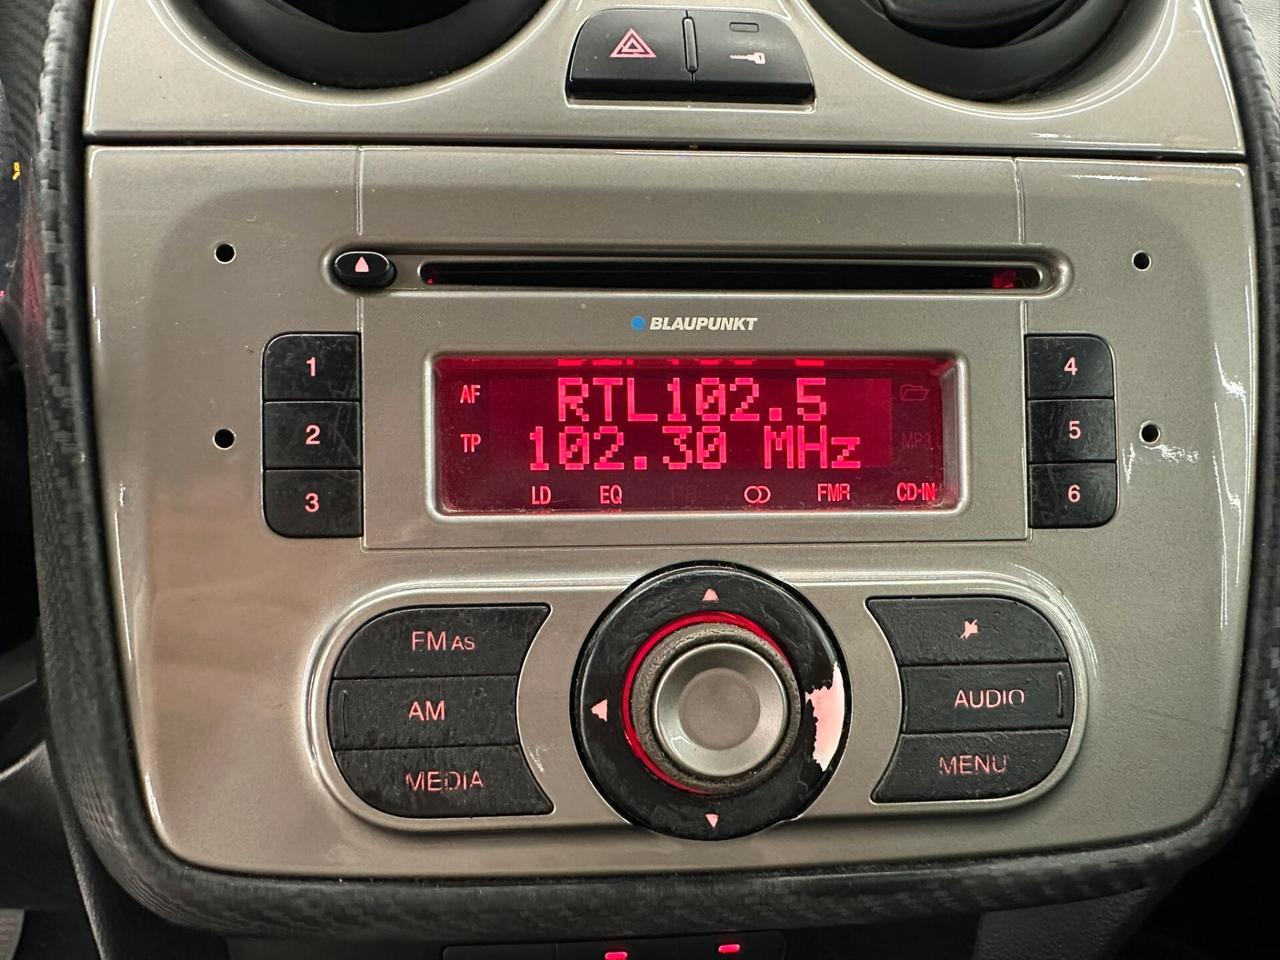 BLAUPUNKT
1
2
3
4
5
6
AF
RTL102.5
TP
102.30 MHz
MP3
LD EQ FMR CD-IN
FM AS
AM
MEDIA
AUDIO
MENU